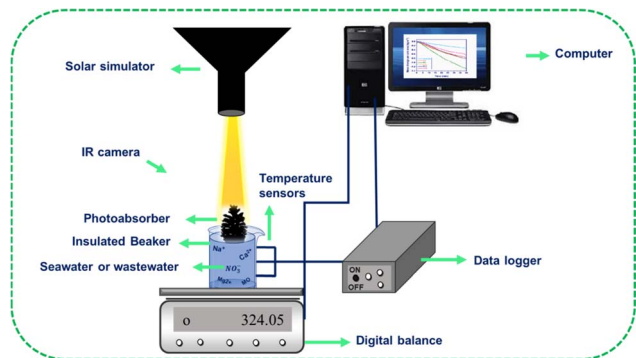 Solar simulator
Computer
IR camera
Temperature
sensors
Photoabsorber
Insulated Beaker
Seawater or wastewater
Na⁺
Ca²⁺
NO₃⁻
Data logger
ON
OFF
o 324.05
Digital balance